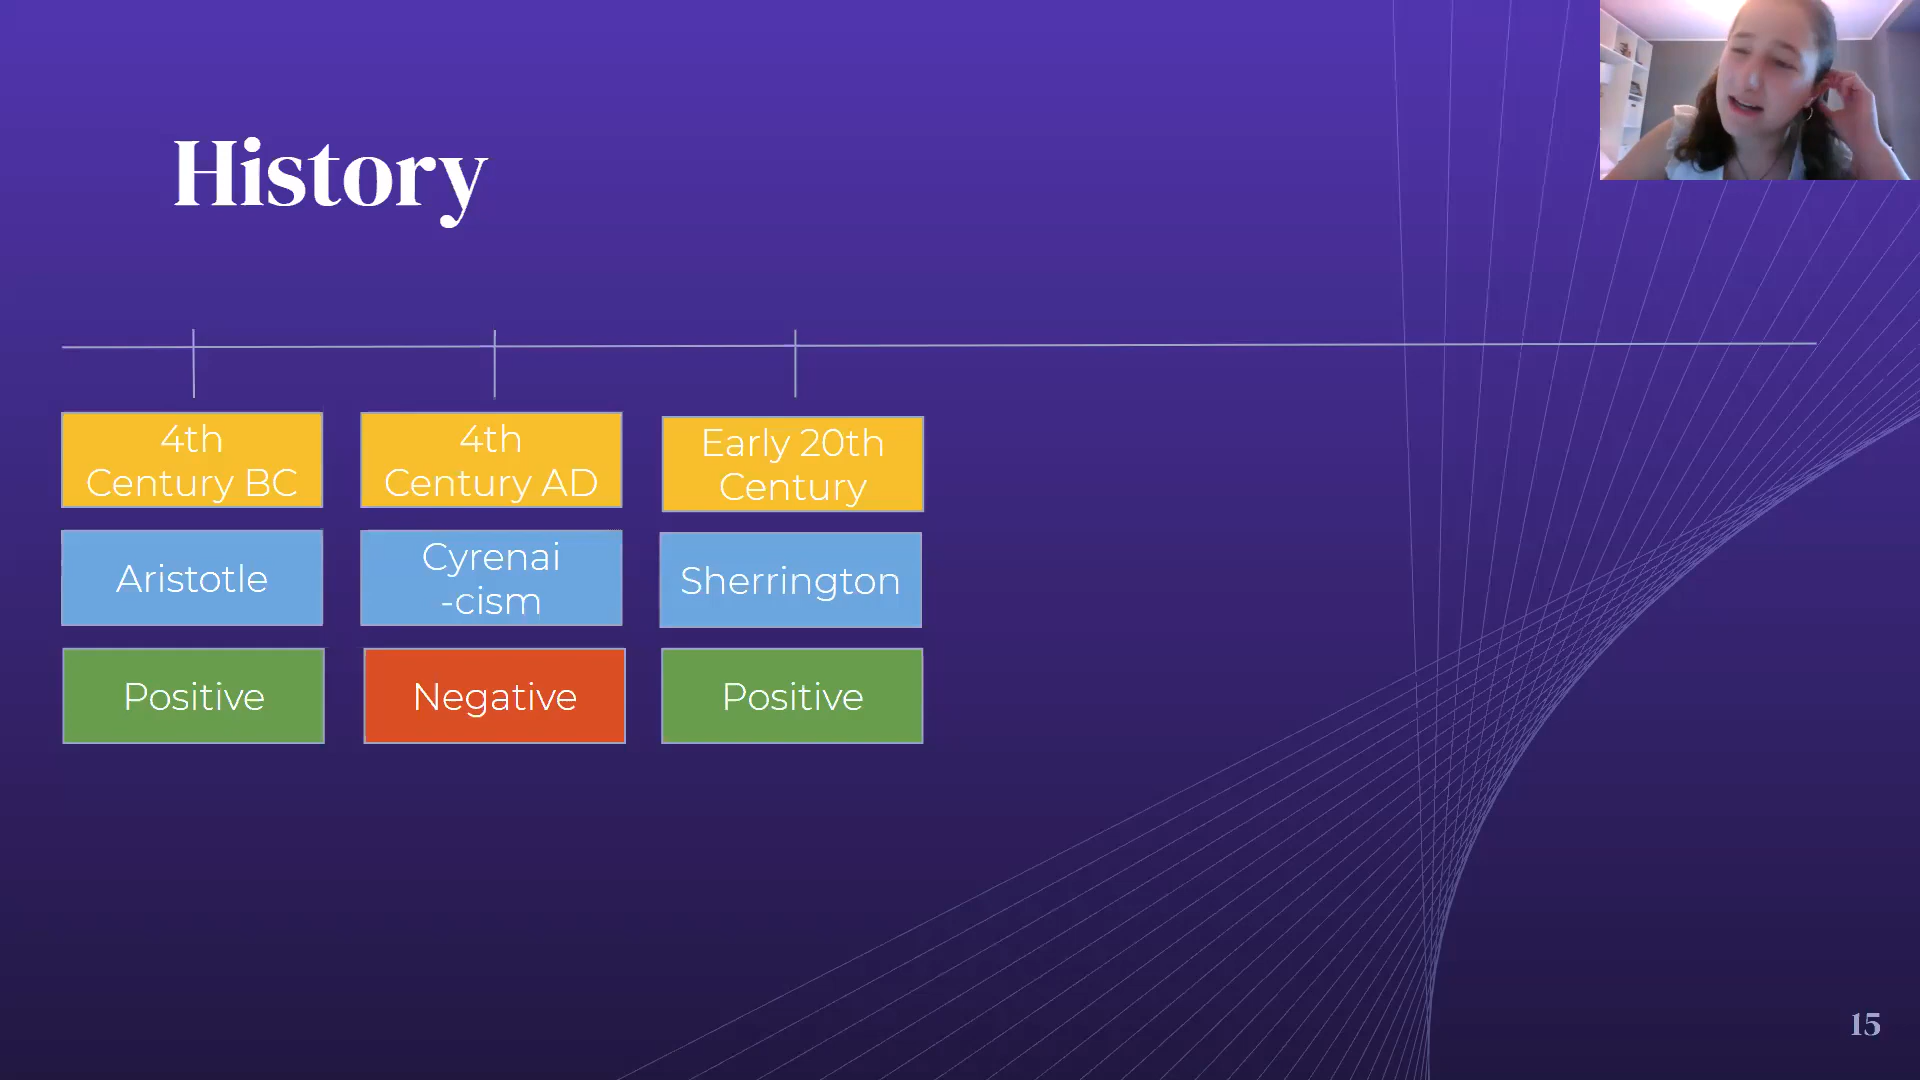 History
4th
Century BC
4th
Century AD
Early 20th
Century
Aristotle
Cyrenai
-cism
Sherrington
Positive
Negative
Positive
15